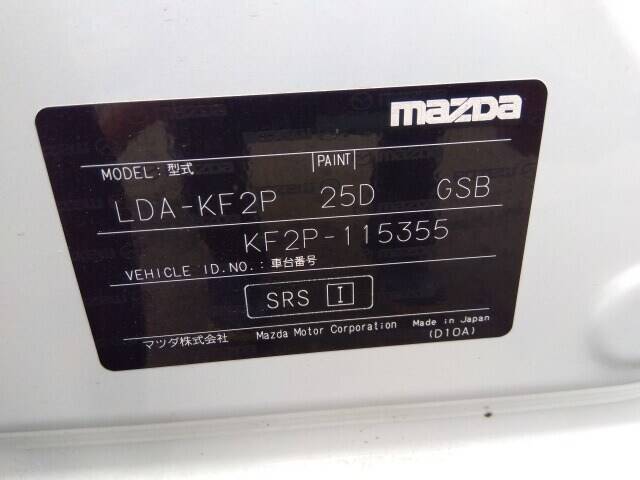 mazda
MODEL:型式 PAINT
LDA-KF2P 25D GSB
KF2P-115355
VEHICLE ID.NO.:車台番号
SRS I
マツダ株式会社 Mazda Motor Corporation Made in Japan
(D10A)